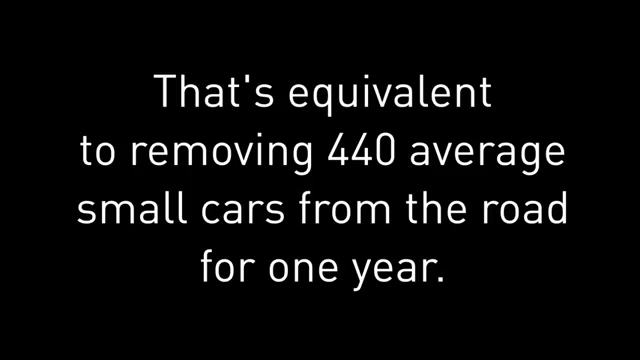 That's equivalent
to removing 440 average
small cars from the road
for one year.